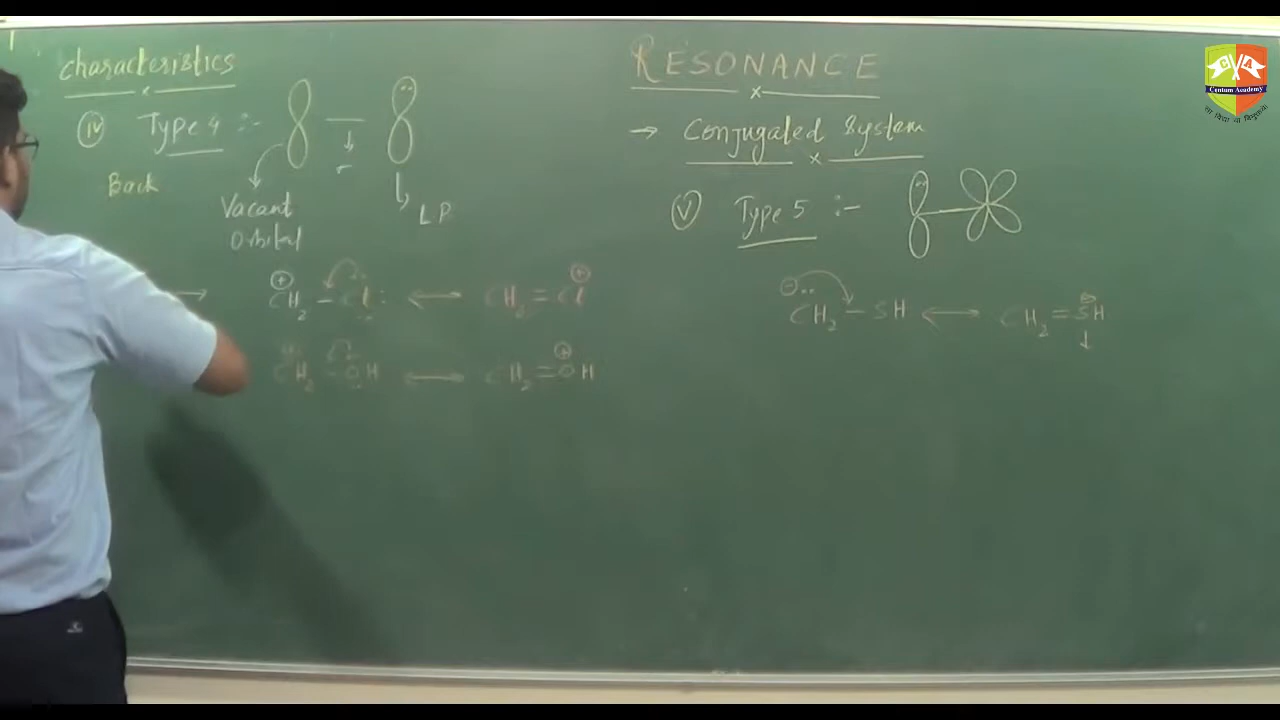 characteristics
(iv) Type 4 :-
σ
Back
Vacant
orbital
LP
⊕
CH₂ – Cl : ⟷ CH₂ = Cl ⊕
CH₂ – OH ⟷ CH₂ = OH ⊕
RESONANCE
→ Conjugated System
(v) Type 5 :-
⊖
CH₂ – SH ⟷ CH₂ = SH ⊖
Centum Academy